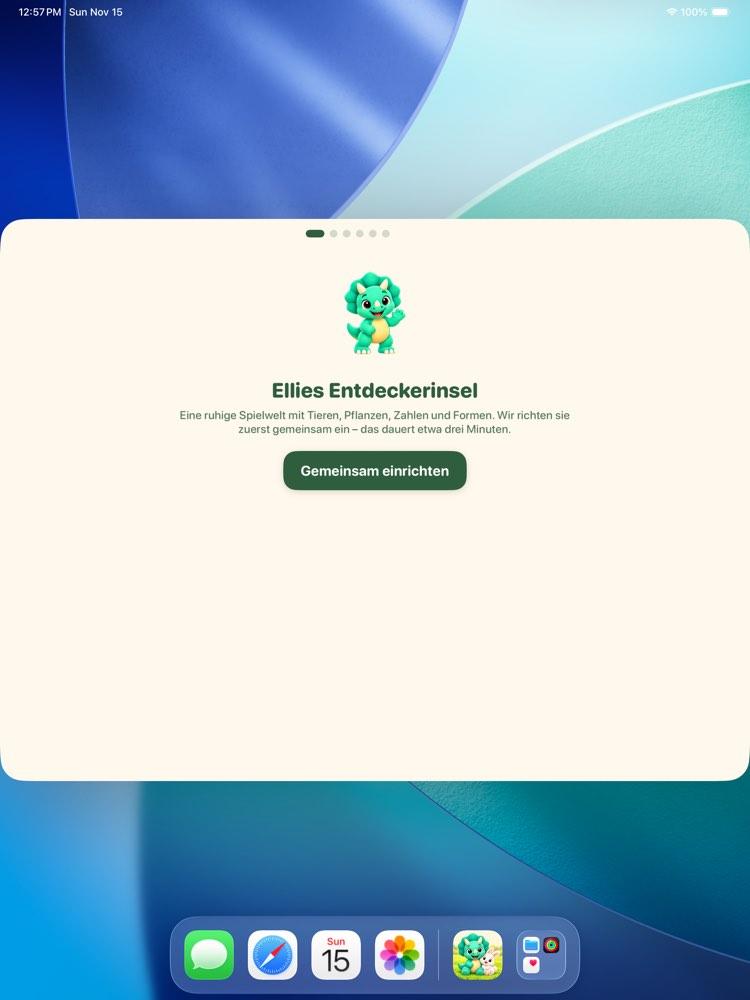 12:57 PM Sun Nov 15
100%
Ellies Entdeckerinsel
Eine ruhige Spielwelt mit Tieren, Pflanzen, Zahlen und Formen. Wir richten sie
zuerst gemeinsam ein – das dauert etwa drei Minuten.
Gemeinsam einrichten
Sun
15